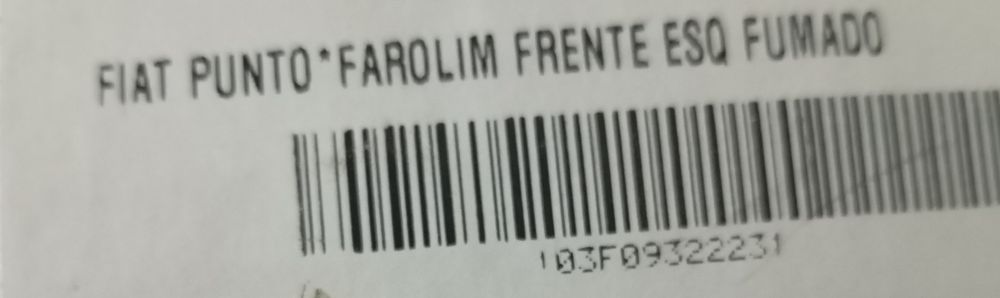 FIAT PUNTO*FAROLIM FRENTE ESQ FUMADO
103F09322231